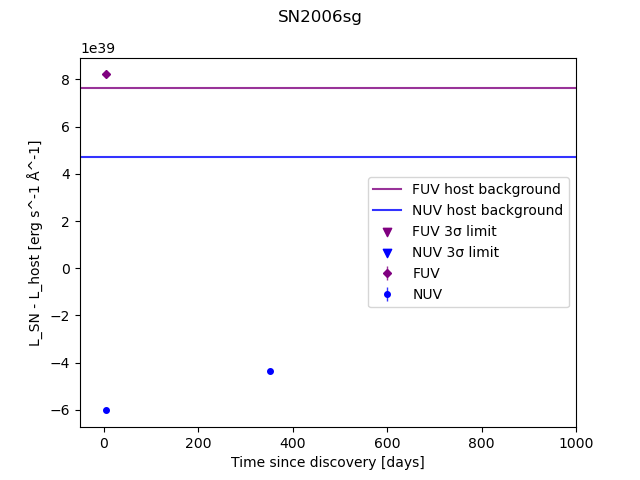 SN2006sg
1e39
8
6
4
2
0
−2
−4
−6
L_SN - L_host [erg s^-1 Å^-1]
FUV host background
NUV host background
FUV 3σ limit
NUV 3σ limit
FUV
NUV
0 200 400 600 800 1000
Time since discovery [days]